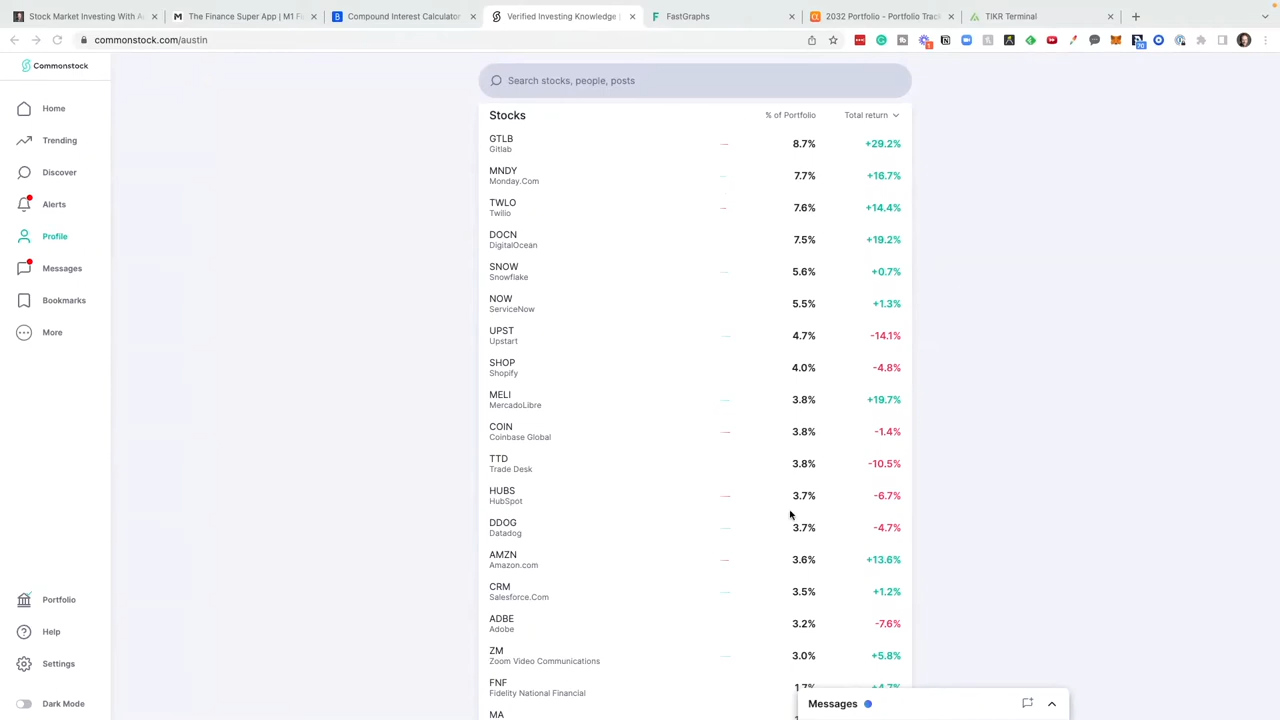 Stock Market Investing With Au
The Finance Super App | M1 Fi
Compound Interest Calculator
Verified Investing Knowledge |
FastGraphs
2032 Portfolio - Portfolio Track
TIKR Terminal
commonstock.com/austin
Commonstock
Search stocks, people, posts
Home
Trending
Discover
Alerts
Profile
Messages
Bookmarks
More
Portfolio
Help
Settings
Dark Mode
Stocks % of Portfolio Total return
GTLB
Gitlab
8.7% +29.2%
MNDY
Monday.Com
7.7% +16.7%
TWLO
Twilio
7.6% +14.4%
DOCN
DigitalOcean
7.5% +19.2%
SNOW
Snowflake
5.6% +0.7%
NOW
ServiceNow
5.5% +1.3%
UPST
Upstart
4.7% -14.1%
SHOP
Shopify
4.0% -4.8%
MELI
MercadoLibre
3.8% +19.7%
COIN
Coinbase Global
3.8% -1.4%
TTD
Trade Desk
3.8% -10.5%
HUBS
HubSpot
3.7% -6.7%
DDOG
Datadog
3.7% -4.7%
AMZN
Amazon.com
3.6% +13.6%
CRM
Salesforce.Com
3.5% +1.2%
ADBE
Adobe
3.2% -7.6%
ZM
Zoom Video Communications
3.0% +5.8%
FNF
Fidelity National Financial
1.7% +4.7%
MA
Messages